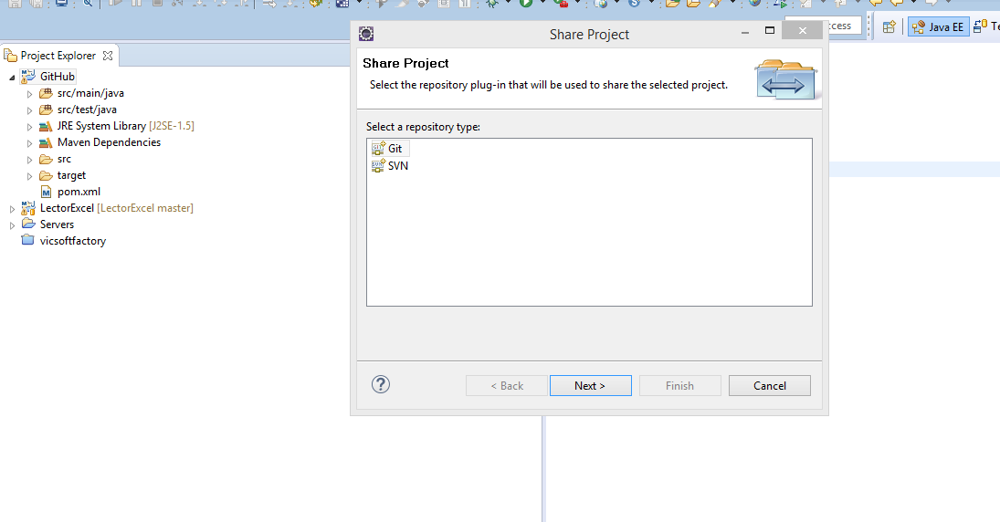 Share Project
Java EE
Project Explorer
Share Project
Select the repository plug-in that will be used to share the selected project.
GitHub
src/main/java
src/test/java
JRE System Library [J2SE-1.5]
Maven Dependencies
src
target
pom.xml
LectorExcel [LectorExcel master]
Servers
vicsoftfactory
Select a repository type:
Git
SVN
< Back
Next >
Finish
Cancel